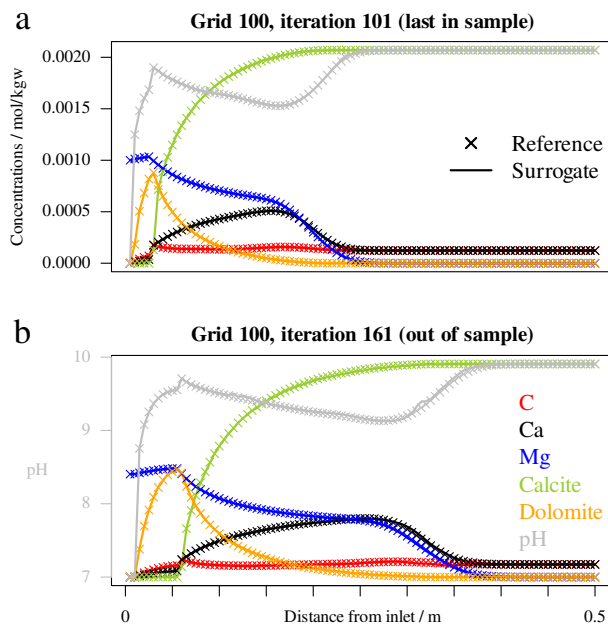 a
Grid 100, iteration 101 (last in sample)
Concentrations / mol/kgw
0.0020
0.0015
0.0010
0.0005
0.0000
Reference
Surrogate
b
Grid 100, iteration 161 (out of sample)
pH
10
9
8
7
C
Ca
Mg
Calcite
Dolomite
pH
0
Distance from inlet / m
0.5